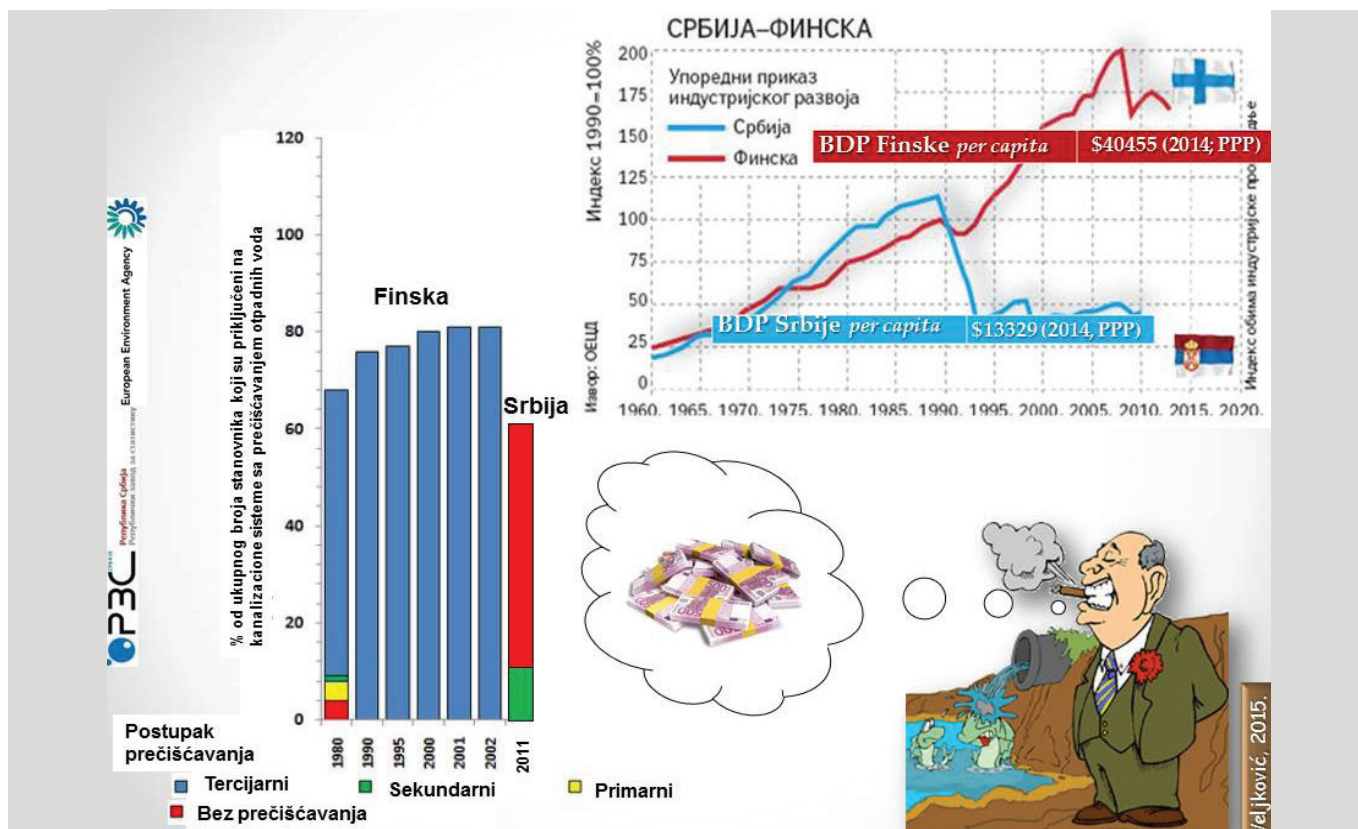 СРБИЈА–ФИНСКА
Упоредни приказ
индустријског развоја
Србија
Финска
Индекс 1990=100%
200
175
150
125
100
75
50
25
0
BDP Finske per capita $40455 (2014; PPP)
BDP Srbije per capita $13329 (2014, PPP)
Извор: ОЕЦД
Индекс обима индустријске
1960. 1965. 1970. 1975. 1980. 1985. 1990. 1995. 2000. 2005. 2010. 2015. 2020.
European Environment Agency
РЗС
Република Србија
Републички завод за статистику
% od ukupnog broja stanovnika koji su priključeni na
kanalizacione sisteme sa prečišćavanjem otpadnih voda
120
100
80
60
40
20
0
Finska
Srbija
1980 1990 1995 2000 2001 2002 2011
Postupak
prečišćavanja
Tercijarni Sekundarni Primarni
Bez prečišćavanja
500
Veljković, 2015.